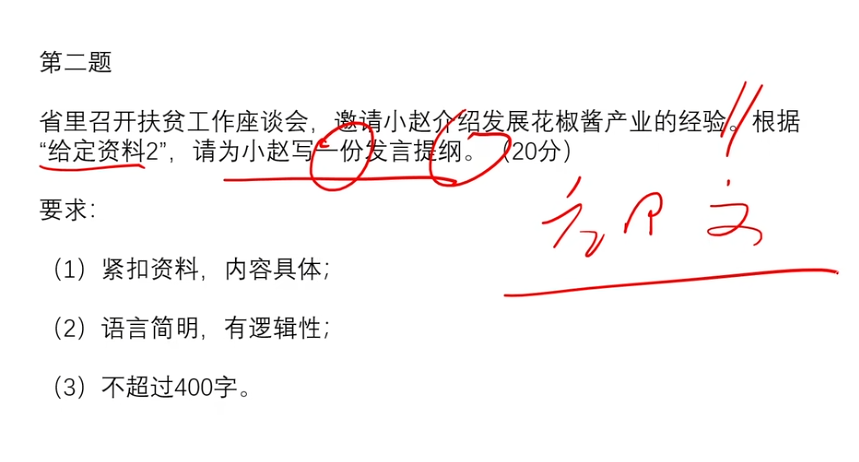 第二题
省里召开扶贫工作座谈会，邀请小赵介绍发展花椒酱产业的经验。根据
“给定资料2”，请为小赵写一份发言提纲。（20分）
要求：
（1）紧扣资料，内容具体；
（2）语言简明，有逻辑性；
（3）不超过400字。